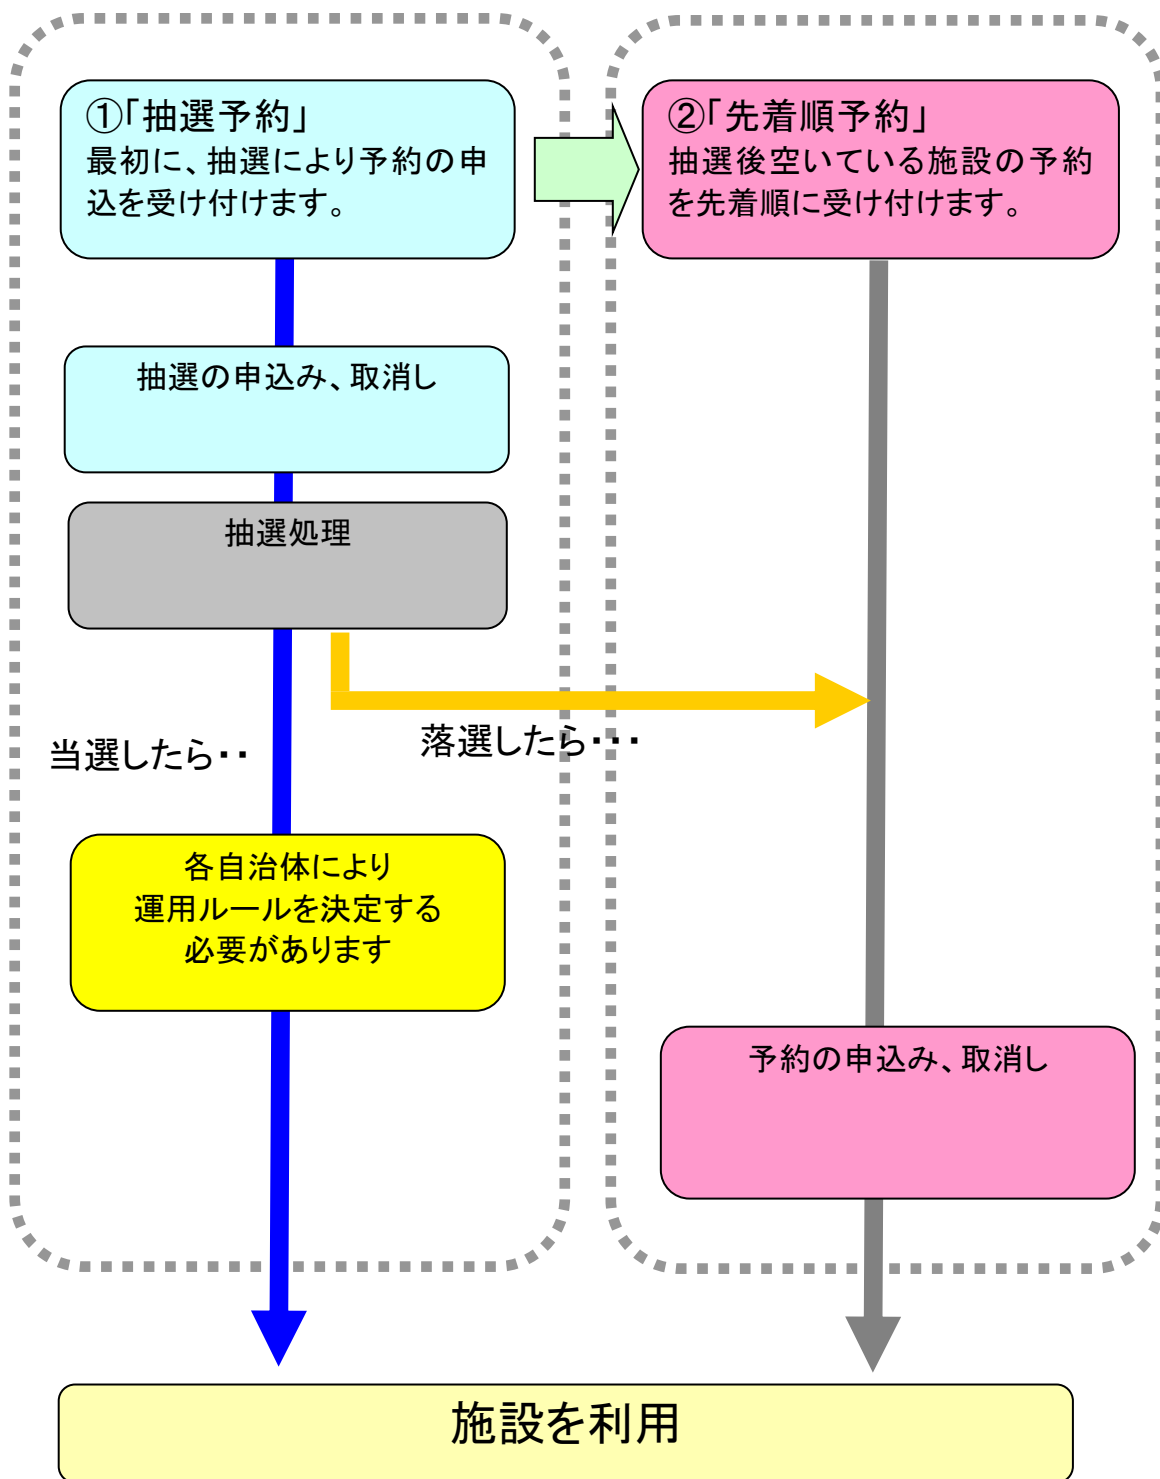 ①「抽選予約」
最初に、抽選により予約の申
込を受け付けます。
②「先着順予約」
抽選後空いている施設の予約
を先着順に受け付けます。
抽選の申込み、取消し
抽選処理
当選したら・・
落選したら・・・
各自治体により
運用ルールを決定する
必要があります
予約の申込み、取消し
施設を利用